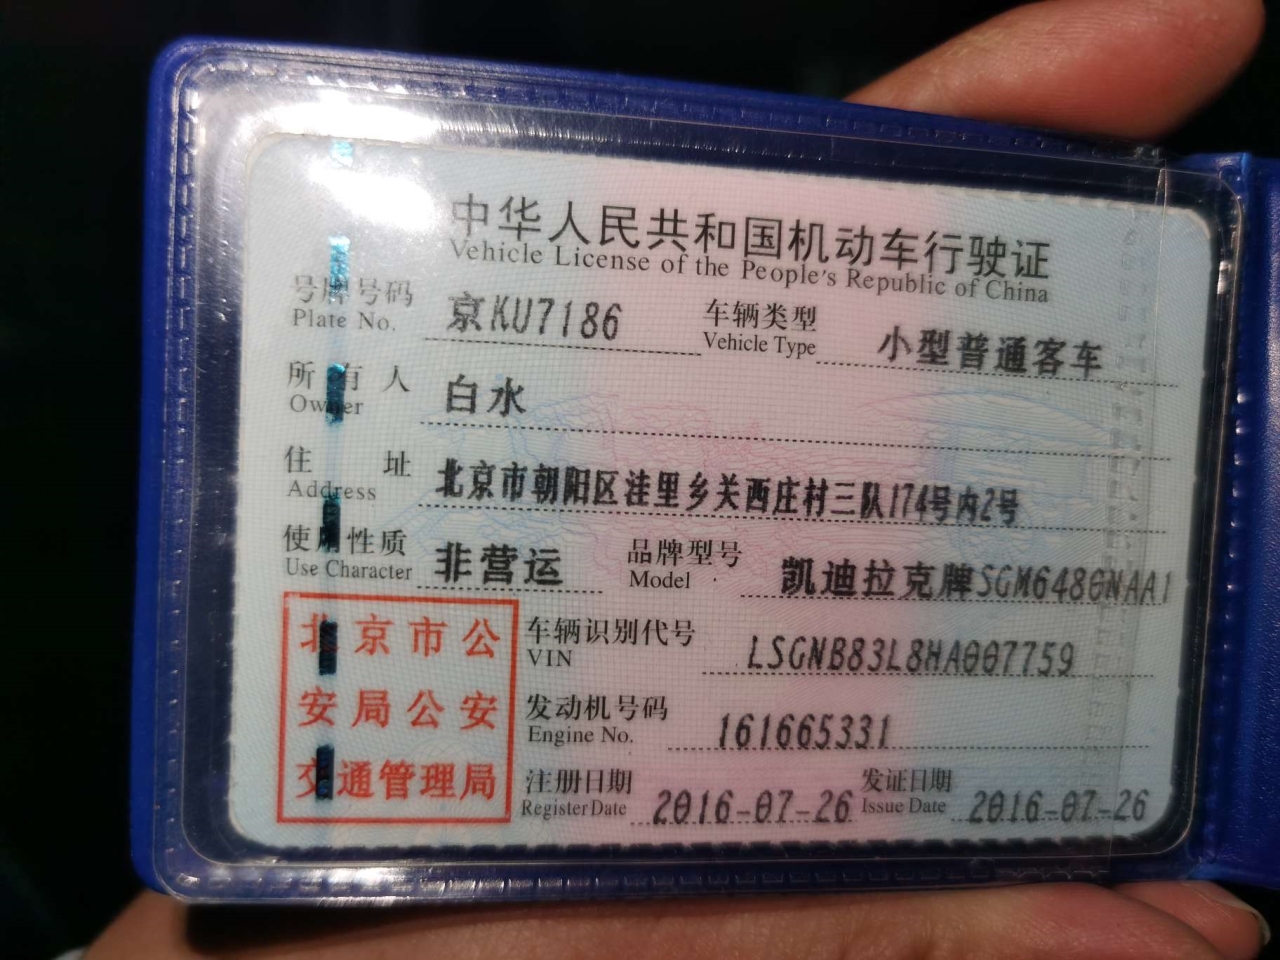 中华人民共和国机动车行驶证
Vehicle License of the People's Republic of China
号牌号码 京KU7186 车辆类型 小型普通客车
Plate No. Vehicle Type
所有人 白水
Owner
住址 北京市朝阳区洼里乡关西庄村三队174号内2号
Address
使用性质 非营运 品牌型号 凯迪拉克牌SGM6480NAA1
Use Character Model
北京市公
安局公安
交通管理局
车辆识别代号 LSGNB83L8HA007759
VIN
发动机号码 161665331
Engine No.
注册日期 2016-07-26 发证日期 2016-07-26
Register Date Issue Date